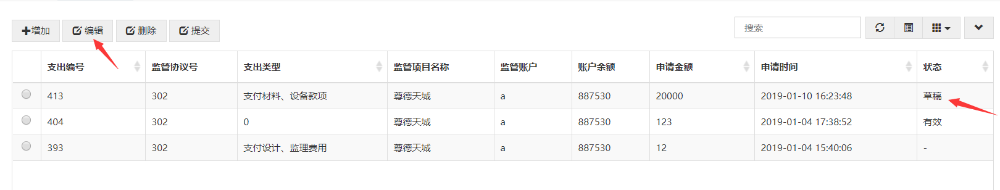 增加 编辑 删除 提交 搜索
支出编号 监管协议号 支出类型 监管项目名称 监管账户 账户余额 申请金额 申请时间 状态
413 302 支付材料、设备款项 尊德天城 a 887530 20000 2019-01-10 16:23:48 草稿
404 302 0 尊德天城 a 887530 123 2019-01-04 17:38:52 有效
393 302 支付设计、监理费用 尊德天城 a 887530 12 2019-01-04 15:40:06 -